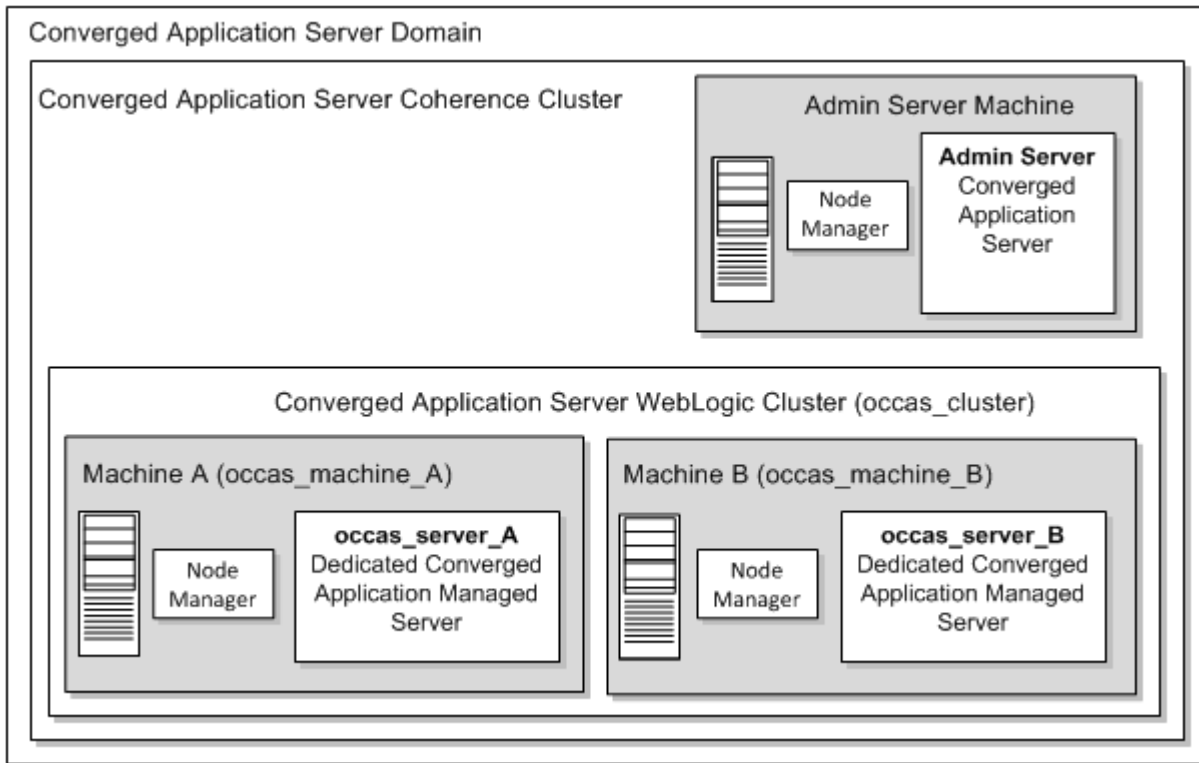 Converged Application Server Domain
Converged Application Server Coherence Cluster
Admin Server Machine
Node
Manager
Admin Server
Converged
Application
Server
Converged Application Server WebLogic Cluster (occas_cluster)
Machine A (occas_machine_A)
Node
Manager
occas_server_A
Dedicated Converged
Application Managed
Server
Machine B (occas_machine_B)
Node
Manager
occas_server_B
Dedicated Converged
Application Managed
Server